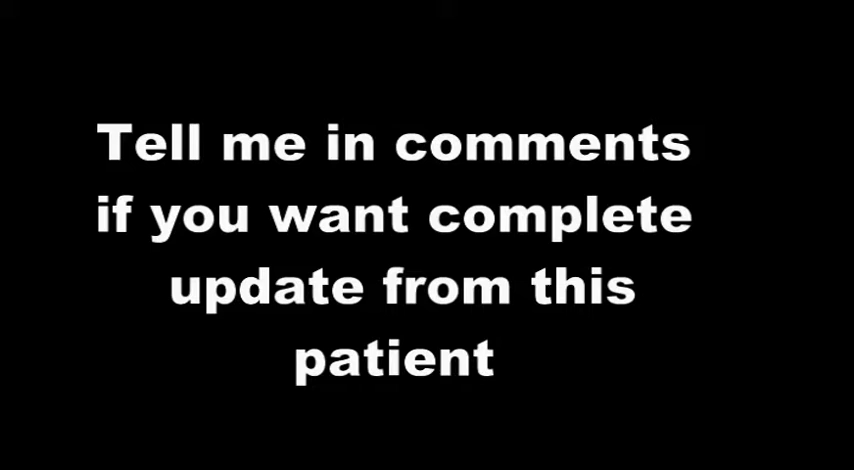 Tell me in comments
if you want complete
update from this
patient